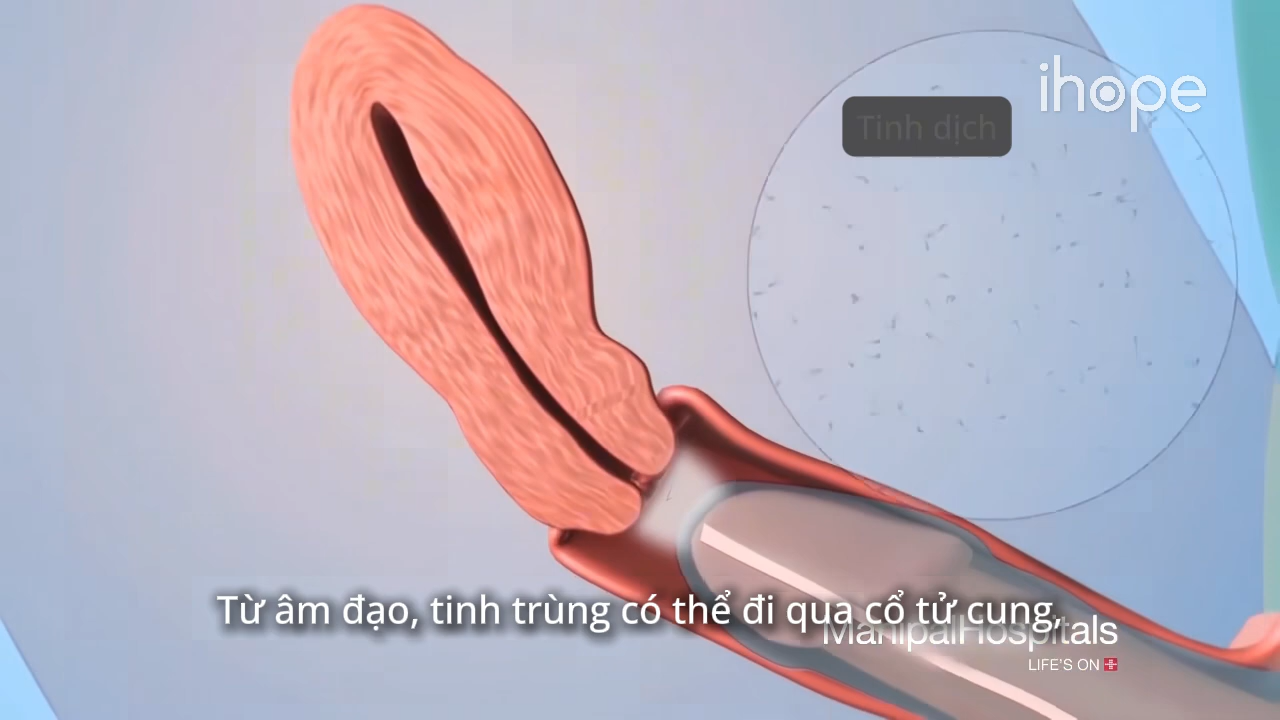 ihope
Tinh dịch
Từ âm đạo, tinh trùng có thể đi qua cổ tử cung,
ManipalHospitals
LIFE'S ON